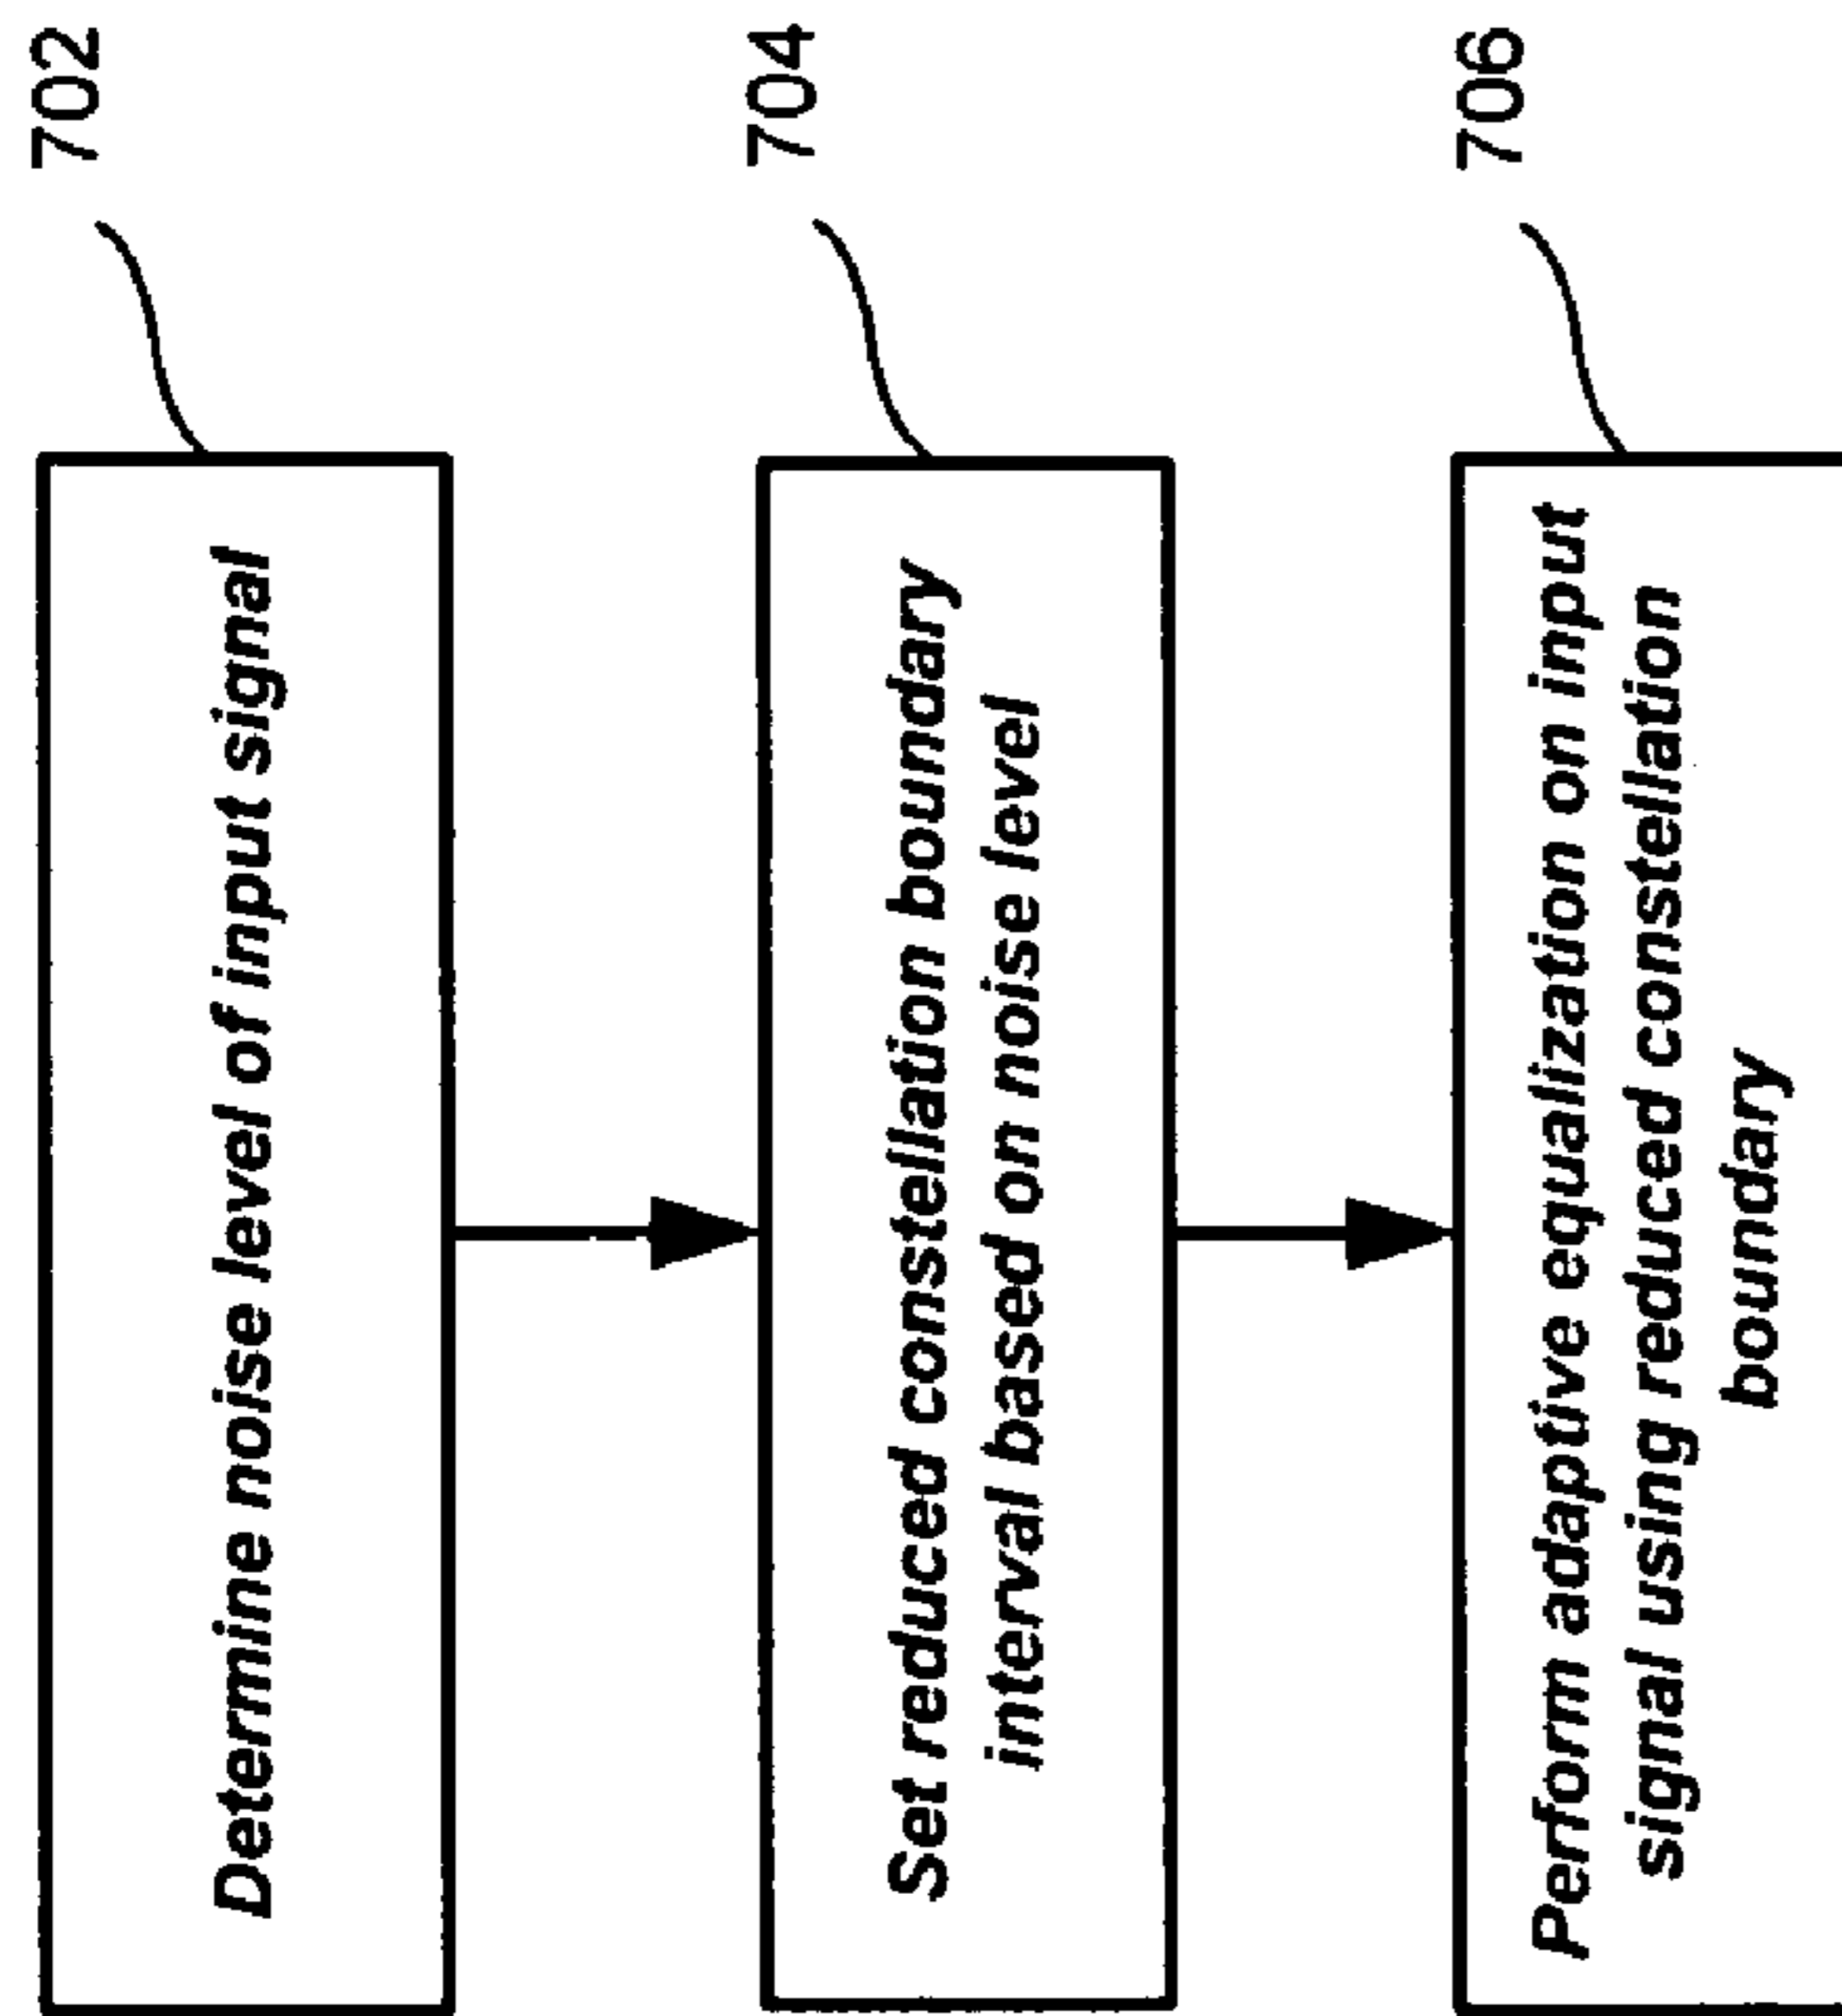 702
Determine noise level of input signal
704
Set reduced constellation boundary
interval based on noise level
706
Perform adaptive equalization on input
signal using reduced constellation
boundary